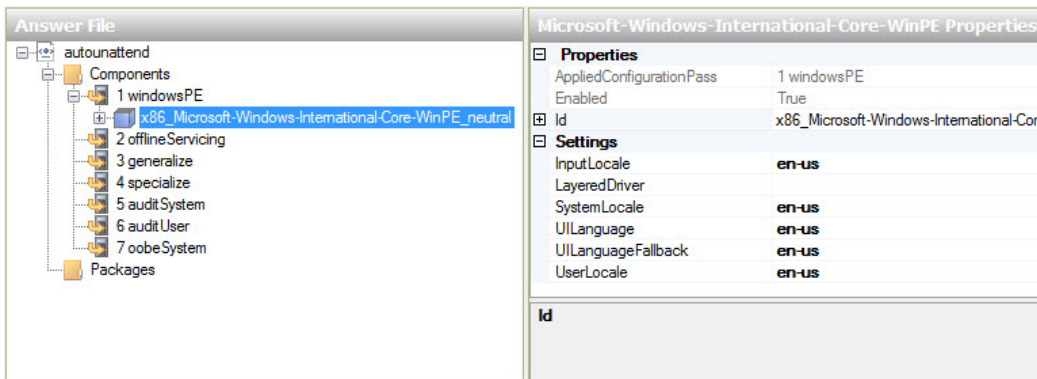 Answer File
autounattend
Components
1 windowsPE
x86_Microsoft-Windows-International-Core-WinPE_neutral
2 offlineServicing
3 generalize
4 specialize
5 auditSystem
6 auditUser
7 oobeSystem
Packages
Microsoft-Windows-International-Core-WinPE Properties
Properties
AppliedConfigurationPass 1 windowsPE
Enabled True
Id x86_Microsoft-Windows-International-Cor
Settings
InputLocale en-us
LayeredDriver
SystemLocale en-us
UILanguage en-us
UILanguageFallback en-us
UserLocale en-us
Id